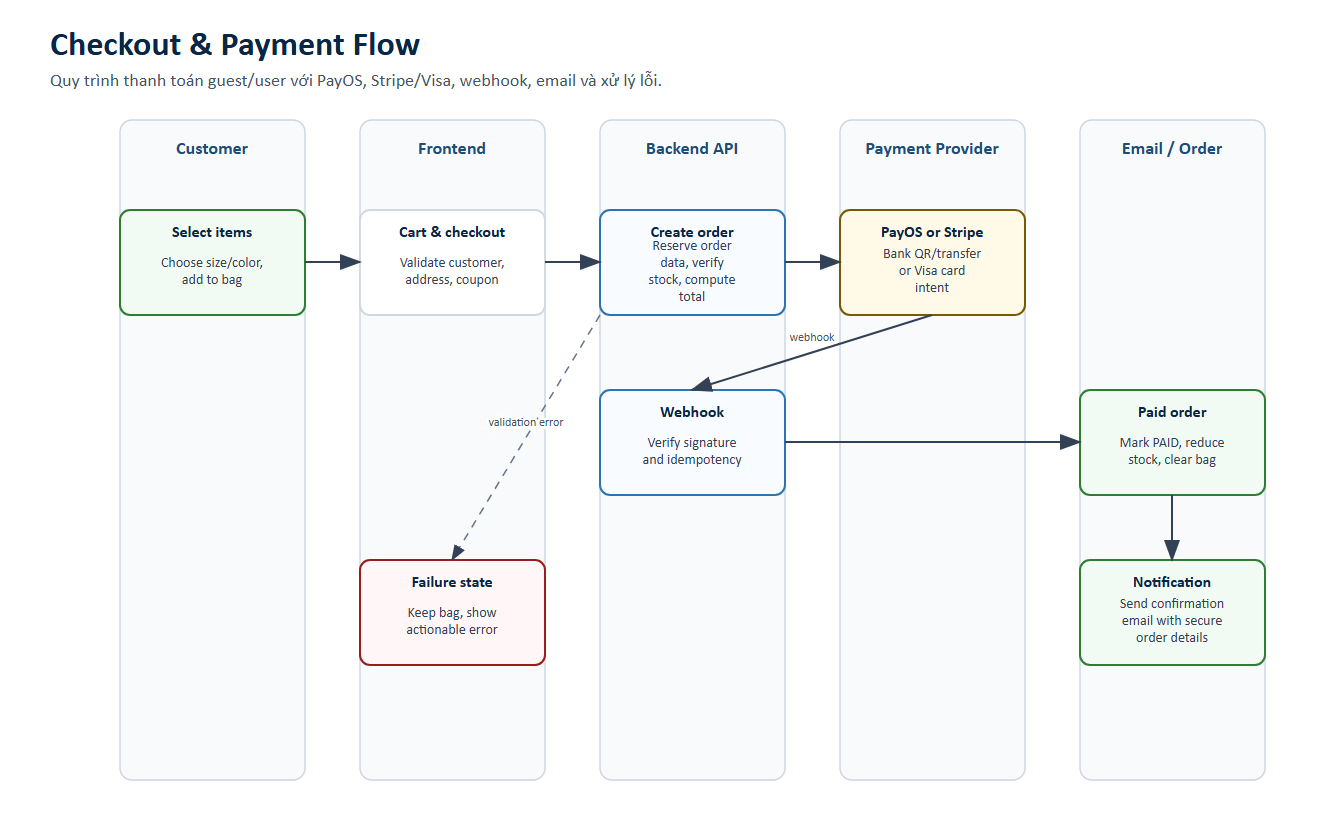 Checkout & Payment Flow
Quy trình thanh toán guest/user với PayOS, Stripe/Visa, webhook, email và xử lý lỗi.
Customer
Frontend
Backend API
Payment Provider
Email / Order
Select items
Choose size/color,
add to bag
Cart & checkout
Validate customer,
address, coupon
Create order
Reserve order
data, verify
stock, compute
total
PayOS or Stripe
Bank QR/transfer
or Visa card
intent
webhook
validation error
Webhook
Verify signature
and idempotency
Paid order
Mark PAID, reduce
stock, clear bag
Failure state
Keep bag, show
actionable error
Notification
Send confirmation
email with secure
order details